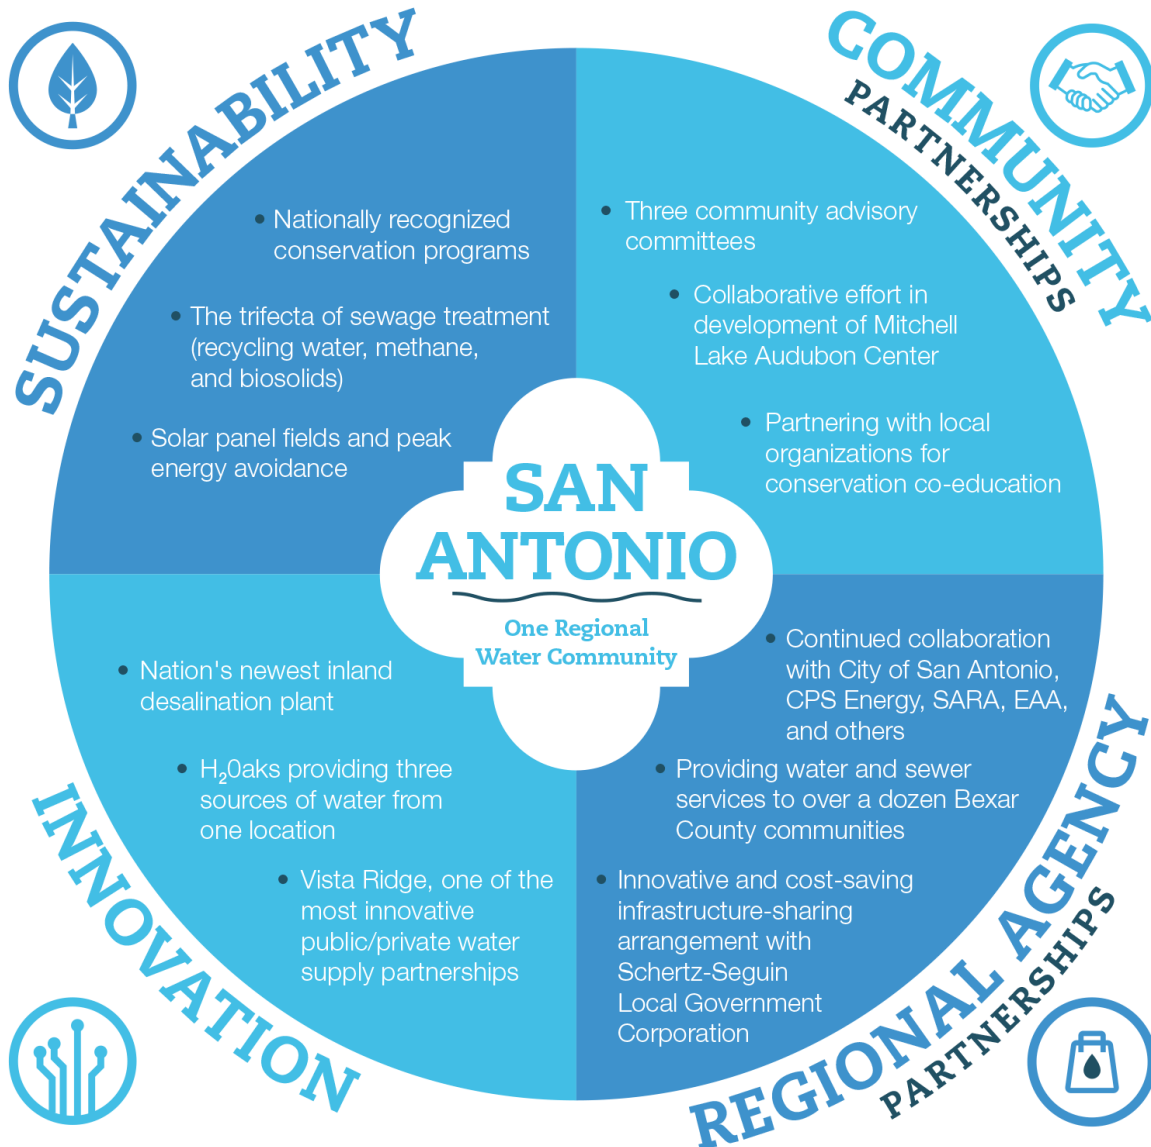 SUSTAINABILITY
• Nationally recognized
conservation programs
• The trifecta of sewage treatment
(recycling water, methane,
and biosolids)
• Solar panel fields and peak
energy avoidance
COMMUNITY
PARTNERSHIPS
• Three community advisory
committees
• Collaborative effort in
development of Mitchell
Lake Audubon Center
• Partnering with local
organizations for
conservation co-education
SAN
ANTONIO
One Regional
Water Community
INNOVATION
• Nation's newest inland
desalination plant
• H₂0aks providing three
sources of water from
one location
• Vista Ridge, one of the
most innovative
public/private water
supply partnerships
REGIONAL AGENCY
PARTNERSHIPS
• Continued collaboration
with City of San Antonio,
CPS Energy, SARA, EAA,
and others
• Providing water and sewer
services to over a dozen Bexar
County communities
• Innovative and cost-saving
infrastructure-sharing
arrangement with
Schertz-Seguin
Local Government
Corporation